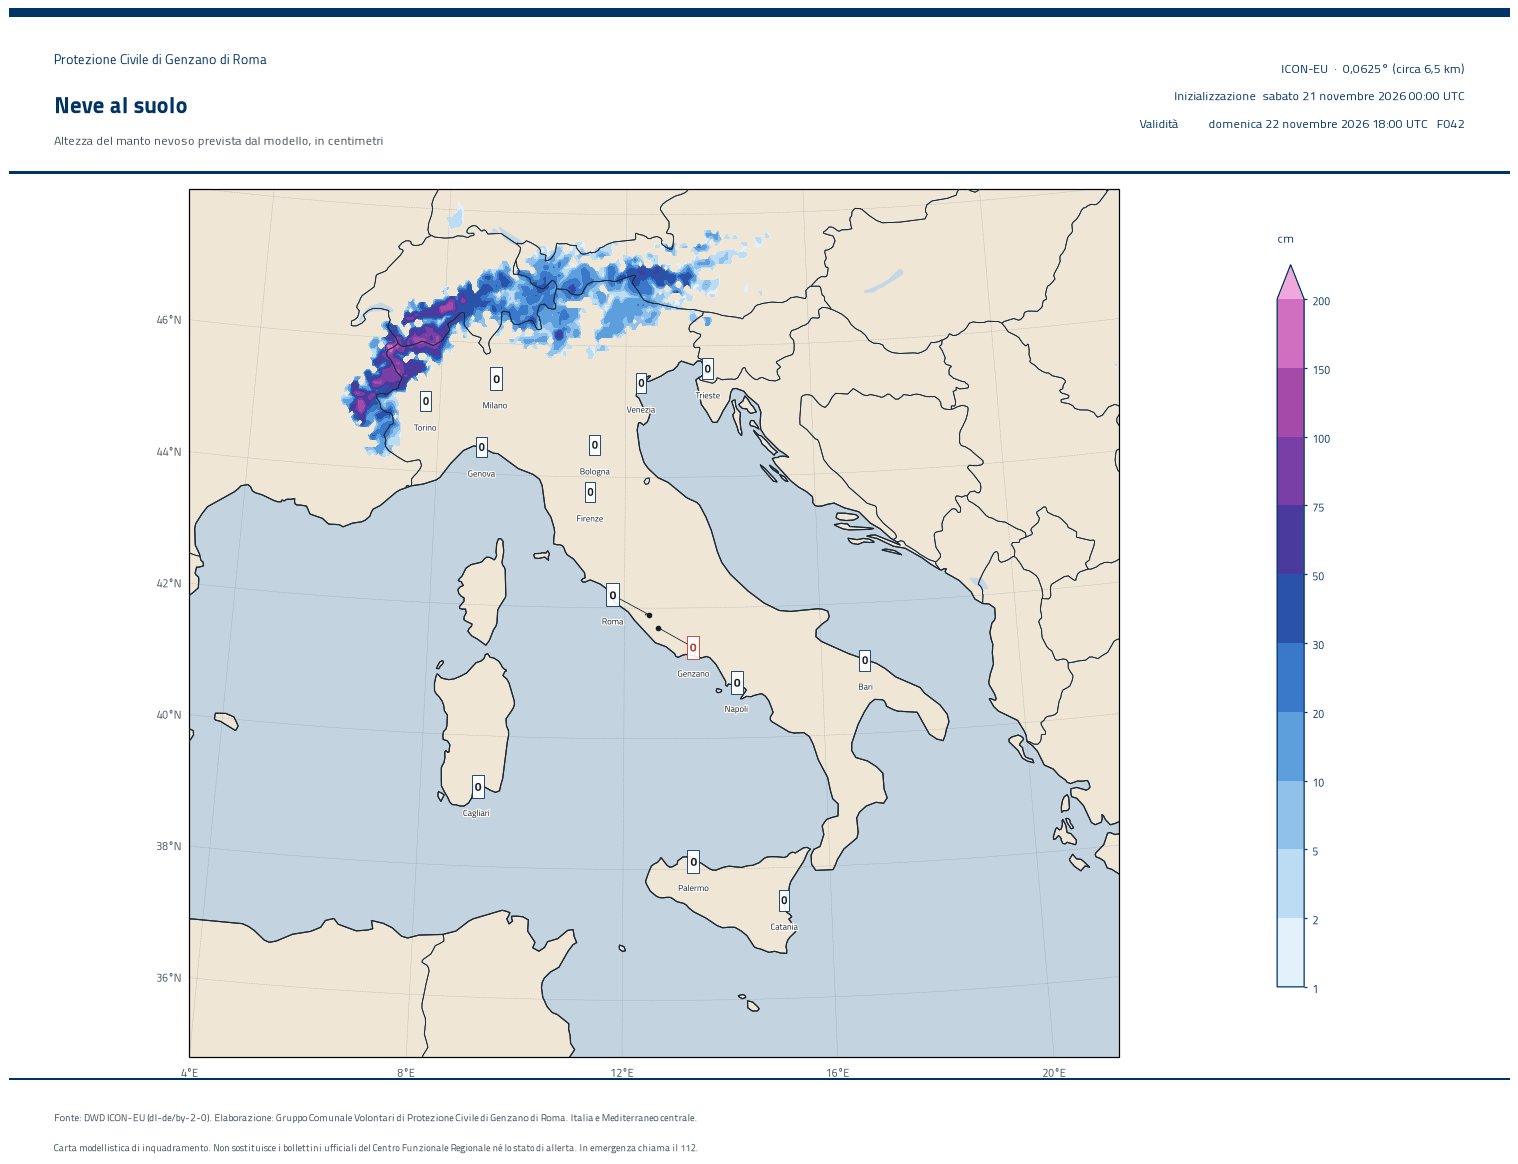 Protezione Civile di Genzano di Roma
Neve al suolo
Altezza del manto nevoso prevista dal modello, in centimetri
ICON-EU · 0,0625° (circa 6,5 km)
Inizializzazione sabato 21 novembre 2026 00:00 UTC
Validità domenica 22 novembre 2026 18:00 UTC F042
cm
200
150
100
75
50
30
20
10
5
2
1
46°N
44°N
42°N
40°N
38°N
36°N
4°E
8°E
12°E
16°E
20°E
0
Milano
0
Torino
0
Venezia
0
Trieste
0
Genova
0
Bologna
0
Firenze
0
Roma
0
Genzano
0
Napoli
0
Bari
0
Cagliari
0
Palermo
0
Catania
Fonte: DWD ICON-EU (dl-de/by-2-0). Elaborazione: Gruppo Comunale Volontari di Protezione Civile di Genzano di Roma. Italia e Mediterraneo centrale.
Carta modellistica di inquadramento. Non sostituisce i bollettini ufficiali del Centro Funzionale Regionale né lo stato di allerta. In emergenza chiama il 112.